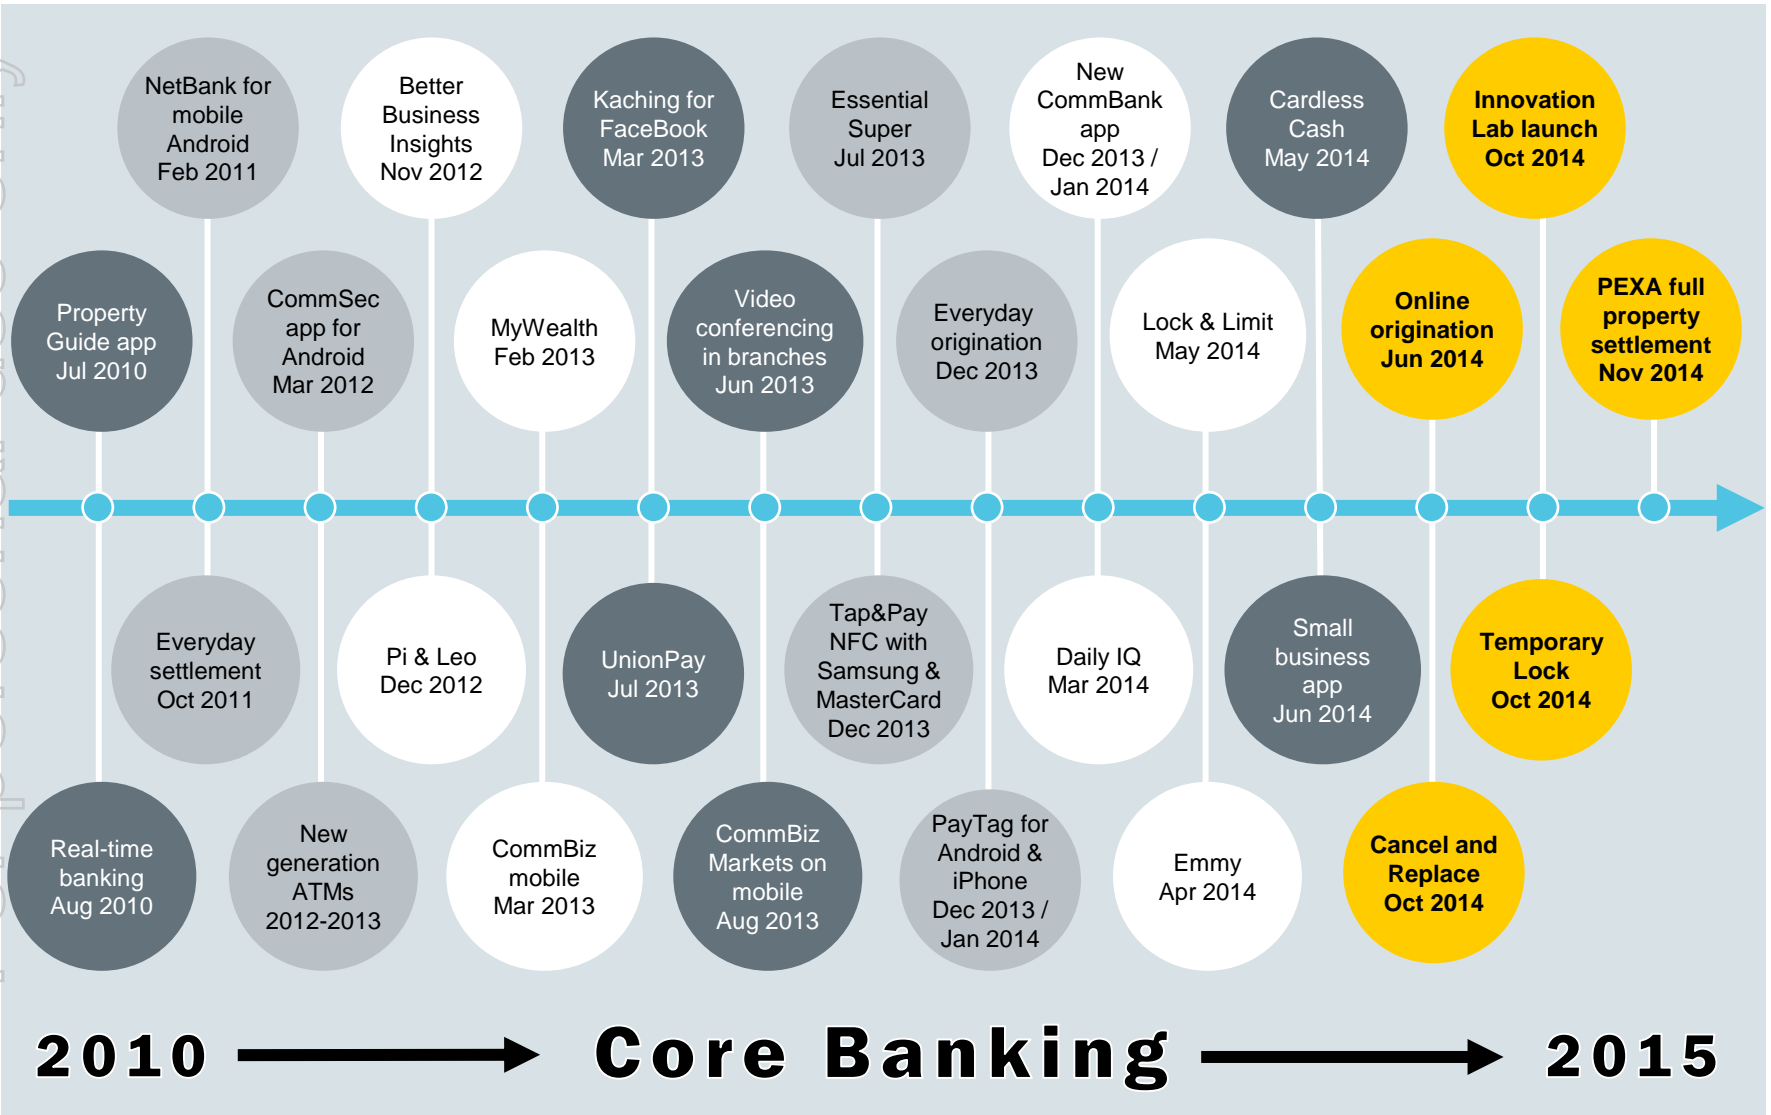 NetBank for
mobile
Android
Feb 2011
Better
Business
Insights
Nov 2012
Kaching for
FaceBook
Mar 2013
Essential
Super
Jul 2013
New
CommBank
app
Dec 2013 /
Jan 2014
Cardless
Cash
May 2014
Innovation
Lab launch
Oct 2014
Property
Guide app
Jul 2010
CommSec
app for
Android
Mar 2012
MyWealth
Feb 2013
Video
conferencing
in branches
Jun 2013
Everyday
origination
Dec 2013
Lock & Limit
May 2014
Online
origination
Jun 2014
PEXA full
property
settlement
Nov 2014
Everyday
settlement
Oct 2011
Pi & Leo
Dec 2012
UnionPay
Jul 2013
Tap&Pay
NFC with
Samsung &
MasterCard
Dec 2013
Daily IQ
Mar 2014
Small
business
app
Jun 2014
Temporary
Lock
Oct 2014
Real-time
banking
Aug 2010
New
generation
ATMs
2012-2013
CommBiz
mobile
Mar 2013
CommBiz
Markets on
mobile
Aug 2013
PayTag for
Android &
iPhone
Dec 2013 /
Jan 2014
Emmy
Apr 2014
Cancel and
Replace
Oct 2014
2010 Core Banking 2015